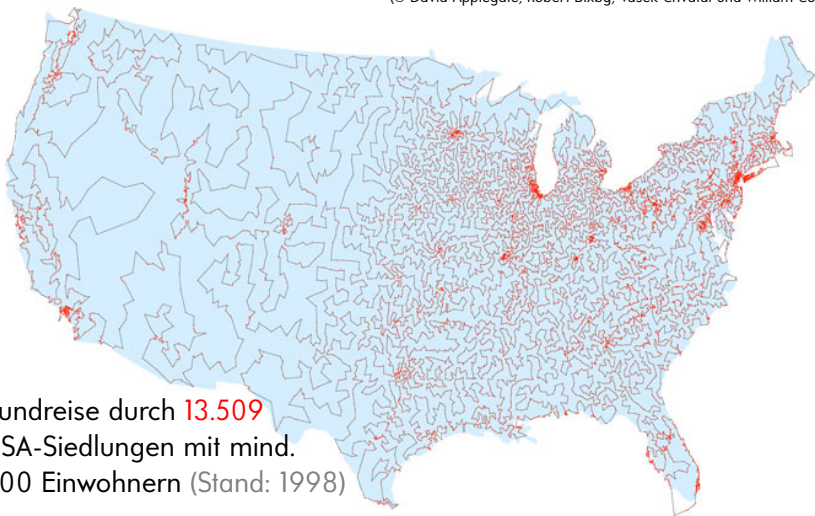 undreise durch 13.509
SA-Siedlungen mit mind.
00 Einwohnern (Stand: 1998)